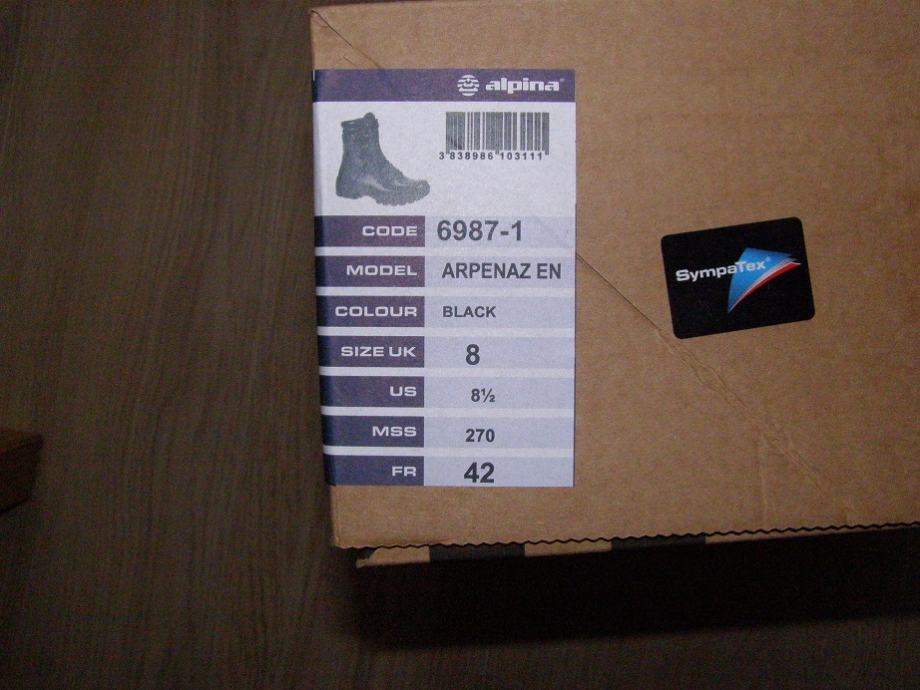 alpina
3 838986 103111
CODE 6987-1
MODEL ARPENAZ EN
COLOUR BLACK
SIZE UK 8
US 8½
MSS 270
FR 42
SympaTex®